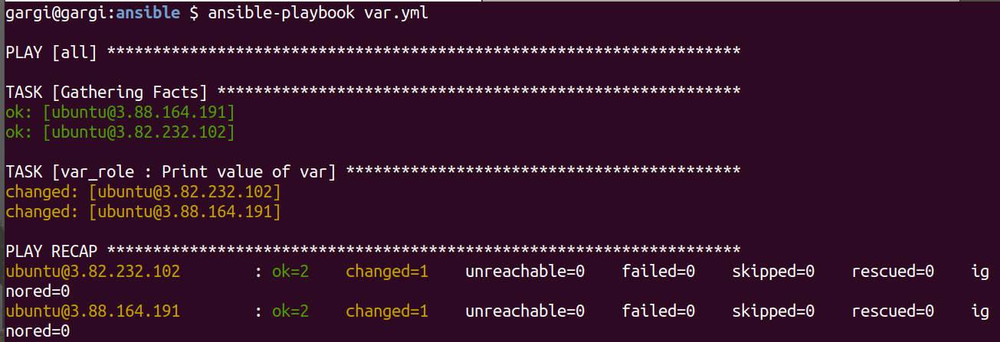 gargi@gargi:ansible $ ansible-playbook var.yml
PLAY [all] *********************************************************************
TASK [Gathering Facts] *********************************************************
ok: [ubuntu@3.88.164.191]
ok: [ubuntu@3.82.232.102]
TASK [var_role : Print value of var] *******************************************
changed: [ubuntu@3.82.232.102]
changed: [ubuntu@3.88.164.191]
PLAY RECAP *********************************************************************
ubuntu@3.82.232.102        : ok=2    changed=1    unreachable=0    failed=0    skipped=0    rescued=0    ig
nored=0
ubuntu@3.88.164.191        : ok=2    changed=1    unreachable=0    failed=0    skipped=0    rescued=0    ig
nored=0